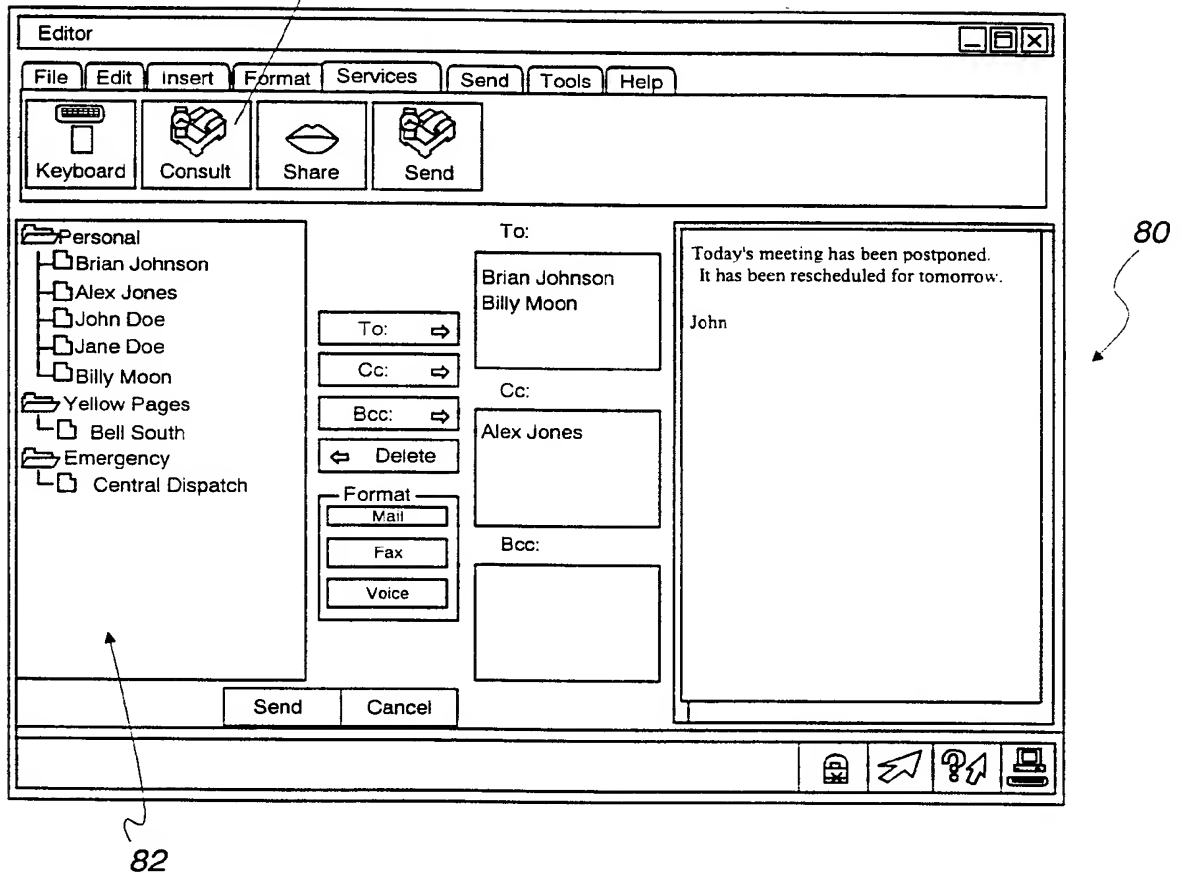 Editor
File Edit Insert Format Services Send Tools Help
Keyboard Consult Share Send
Personal
Brian Johnson
Alex Jones
John Doe
Jane Doe
Billy Moon
Yellow Pages
Bell South
Emergency
Central Dispatch
To:
Cc:
Bcc:
Delete
Format
Mail
Fax
Voice
To:
Brian Johnson
Billy Moon
Cc:
Alex Jones
Bcc:
Today's meeting has been postponed.
It has been rescheduled for tomorrow.
John
Send Cancel
80
82